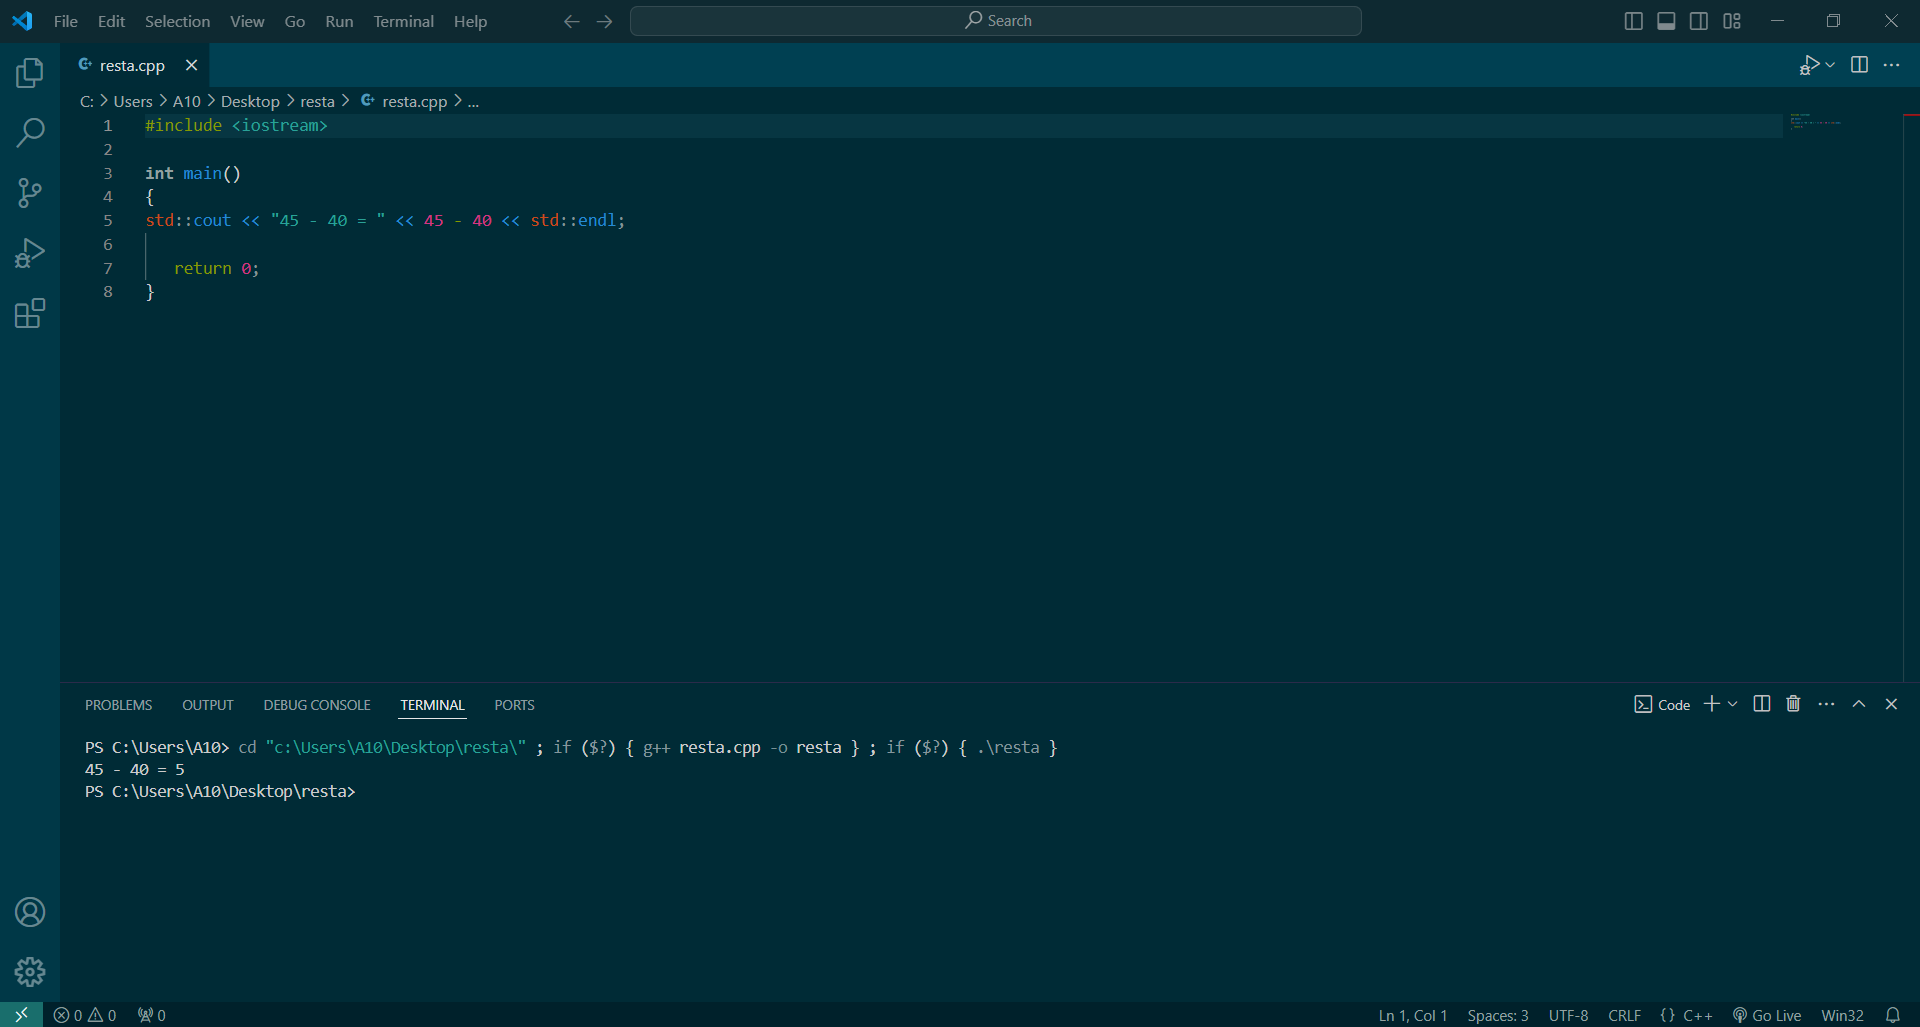 File Edit Selection View Go Run Terminal Help Search
resta.cpp
C: > Users > A10 > Desktop > resta > resta.cpp > ...
1 #include <iostream>
2
3 int main()
4 {
5 std::cout << "45 - 40 = " << 45 - 40 << std::endl;
6
7 return 0;
8 }
PROBLEMS OUTPUT DEBUG CONSOLE TERMINAL PORTS Code
PS C:\Users\A10> cd "c:\Users\A10\Desktop\resta\" ; if ($?) { g++ resta.cpp -o resta } ; if ($?) { .\resta }
45 - 40 = 5
PS C:\Users\A10\Desktop\resta>
0 0 0 Ln 1, Col 1 Spaces: 3 UTF-8 CRLF {} C++ Go Live Win32